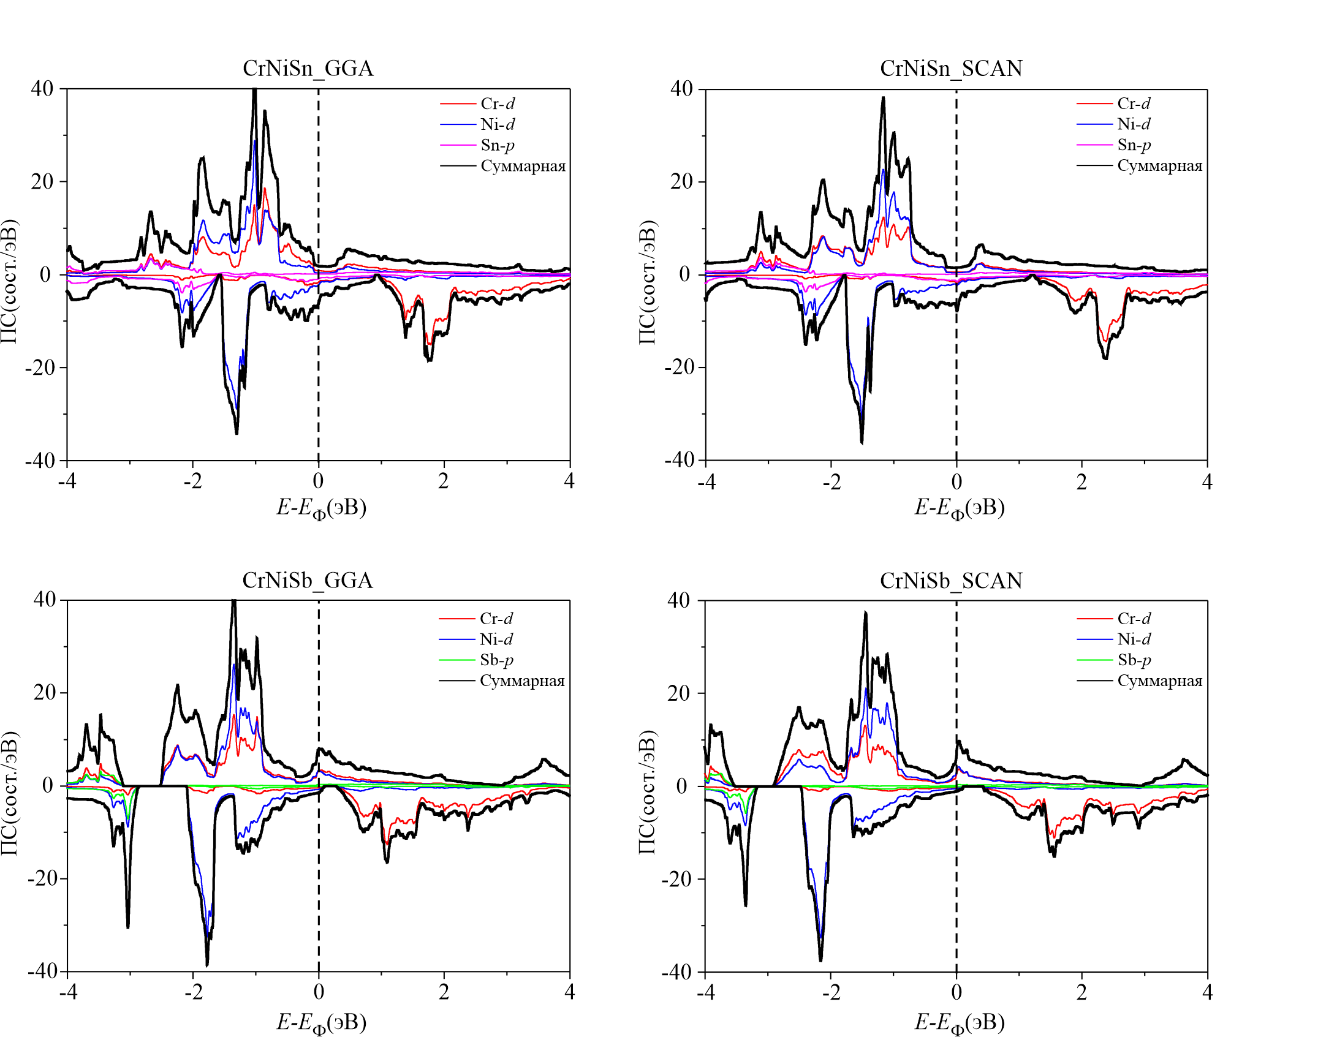 CrNiSn_GGA
40
20
0
-20
-40
ПС(сост./эВ)
Cr-d
Ni-d
Sn-p
Суммарная
-4
-2
0
2
4
E-EФ(эВ)
CrNiSn_SCAN
40
20
0
-20
-40
ПС(сост./эВ)
Cr-d
Ni-d
Sn-p
Суммарная
-4
-2
0
2
4
E-EФ(эВ)
CrNiSb_GGA
40
20
0
-20
-40
ПС(сост./эВ)
Cr-d
Ni-d
Sb-p
Суммарная
-4
-2
0
2
4
E-EФ(эВ)
CrNiSb_SCAN
40
20
0
-20
-40
ПС(сост./эВ)
Cr-d
Ni-d
Sb-p
Суммарная
-4
-2
0
2
4
E-EФ(эВ)